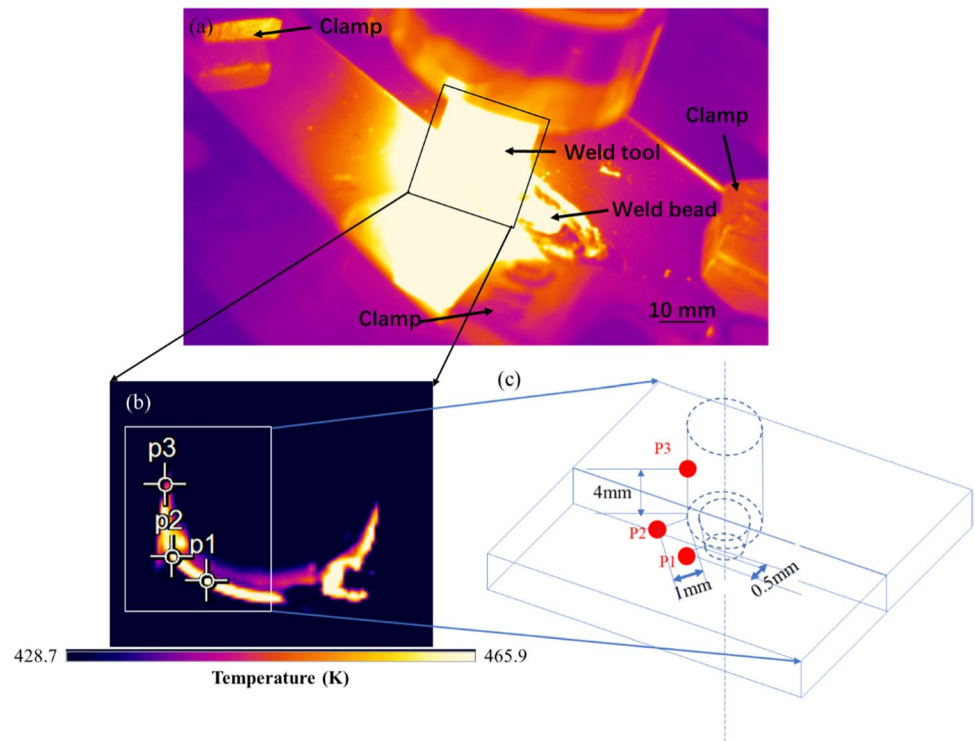 (a)
Clamp
Clamp
Weld tool
Weld bead
Clamp
10 mm
(b)
p3
p2
p1
428.7
465.9
Temperature (K)
(c)
P3
4mm
P2
P1
1mm
0.5mm